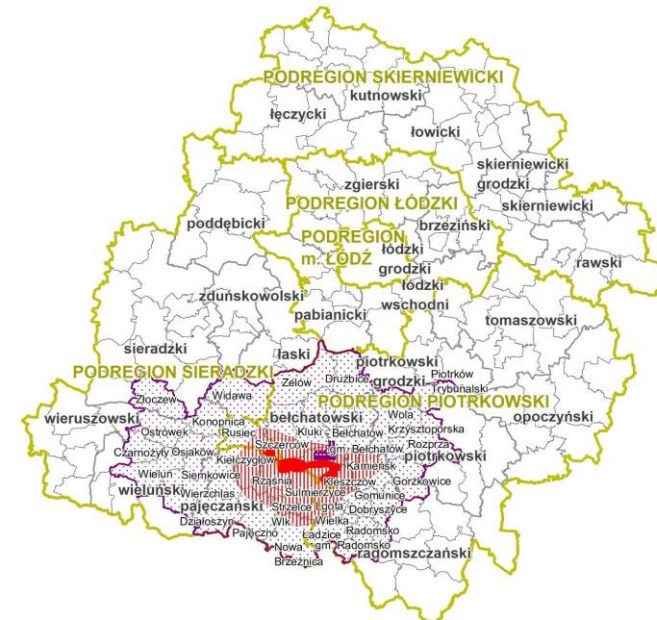 PODREGION SKIERNIEWICKI
kutnowski
łęczycki
łowicki
skierniewicki
grodzki
zgierski
skierniewicki
PODREGION ŁÓDZKI
poddębicki
brzeziński
PODREGION
m. ŁÓDŹ
łódzki
grodzki
rawski
łódzki
wschodni
zduńskowolski
pabianicki
tomaszowski
sieradzki
łaski
piotrkowski
grodzki
PODREGION SIERADZKI
Zelów
Drużbice
Piotrków
Trybunalski
Złoczew
Widawa
PODREGION PIOTRKOWSKI
wieruszowski
Konopnica
bełchatowski
Wola
Krzysztoporska
opoczyński
Ostrówek
Rusiec
Kluki
Bełchatów
Szczerców
Rozprza
Czarnożyły
Osjaków
gm. Bełchatów
Kiełczygłów
Kamieńsk
piotrkowski
Wieluń
Siemkowice
Rząśnia
Kleszczów
Gorzkowice
wieluńsk
Wierzchlas
Sulmierzyce
Gomunice
pajęczański
Strzelce
Lgota
Dobryszyce
Działoszyn
Wlk.
Wielka
Pajęczno
Ładzice
Radomsko
Nowa
gm. Radomsko
radomszczański
Brzeźnica